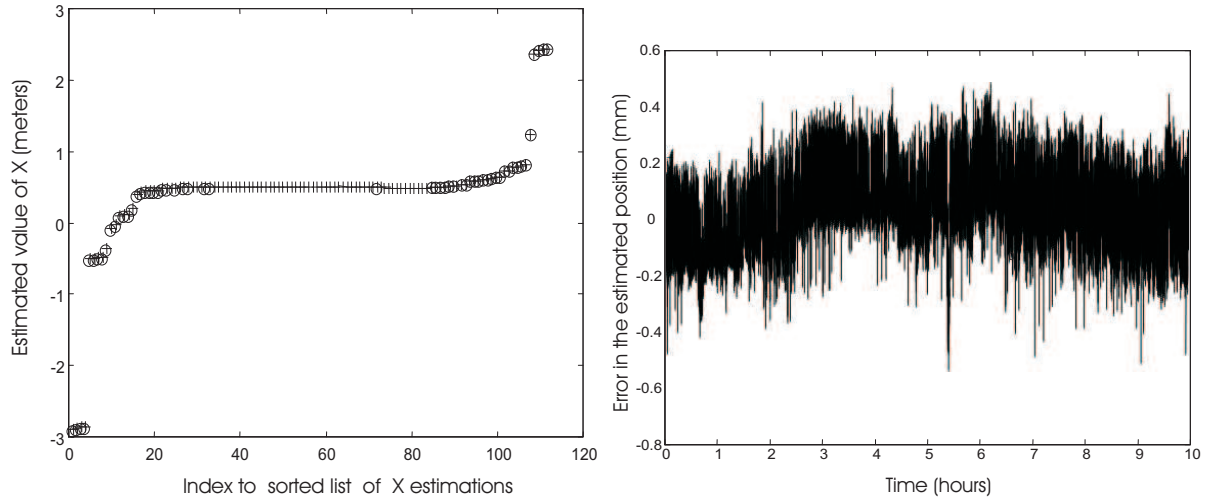 3
2
1
0
-1
-2
-3
0 20 40 60 80 100 120
Estimated value of X (meters)
Index to sorted list of X estimations
0.6
0.4
0.2
0
-0.2
-0.4
-0.6
-0.8
0 1 2 3 4 5 6 7 8 9 10
Error in the estimated position (mm)
Time (hours)